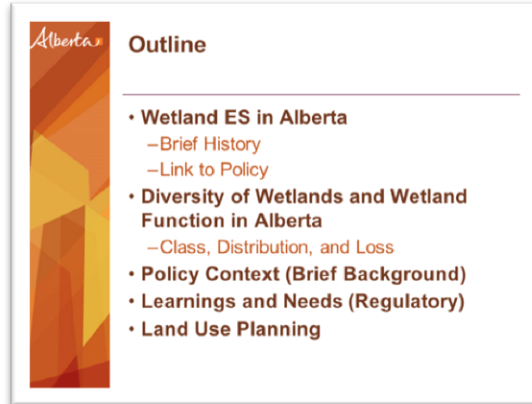 Alberta
Outline
• Wetland ES in Alberta
–Brief History
–Link to Policy
• Diversity of Wetlands and Wetland
Function in Alberta
–Class, Distribution, and Loss
• Policy Context (Brief Background)
• Learnings and Needs (Regulatory)
• Land Use Planning